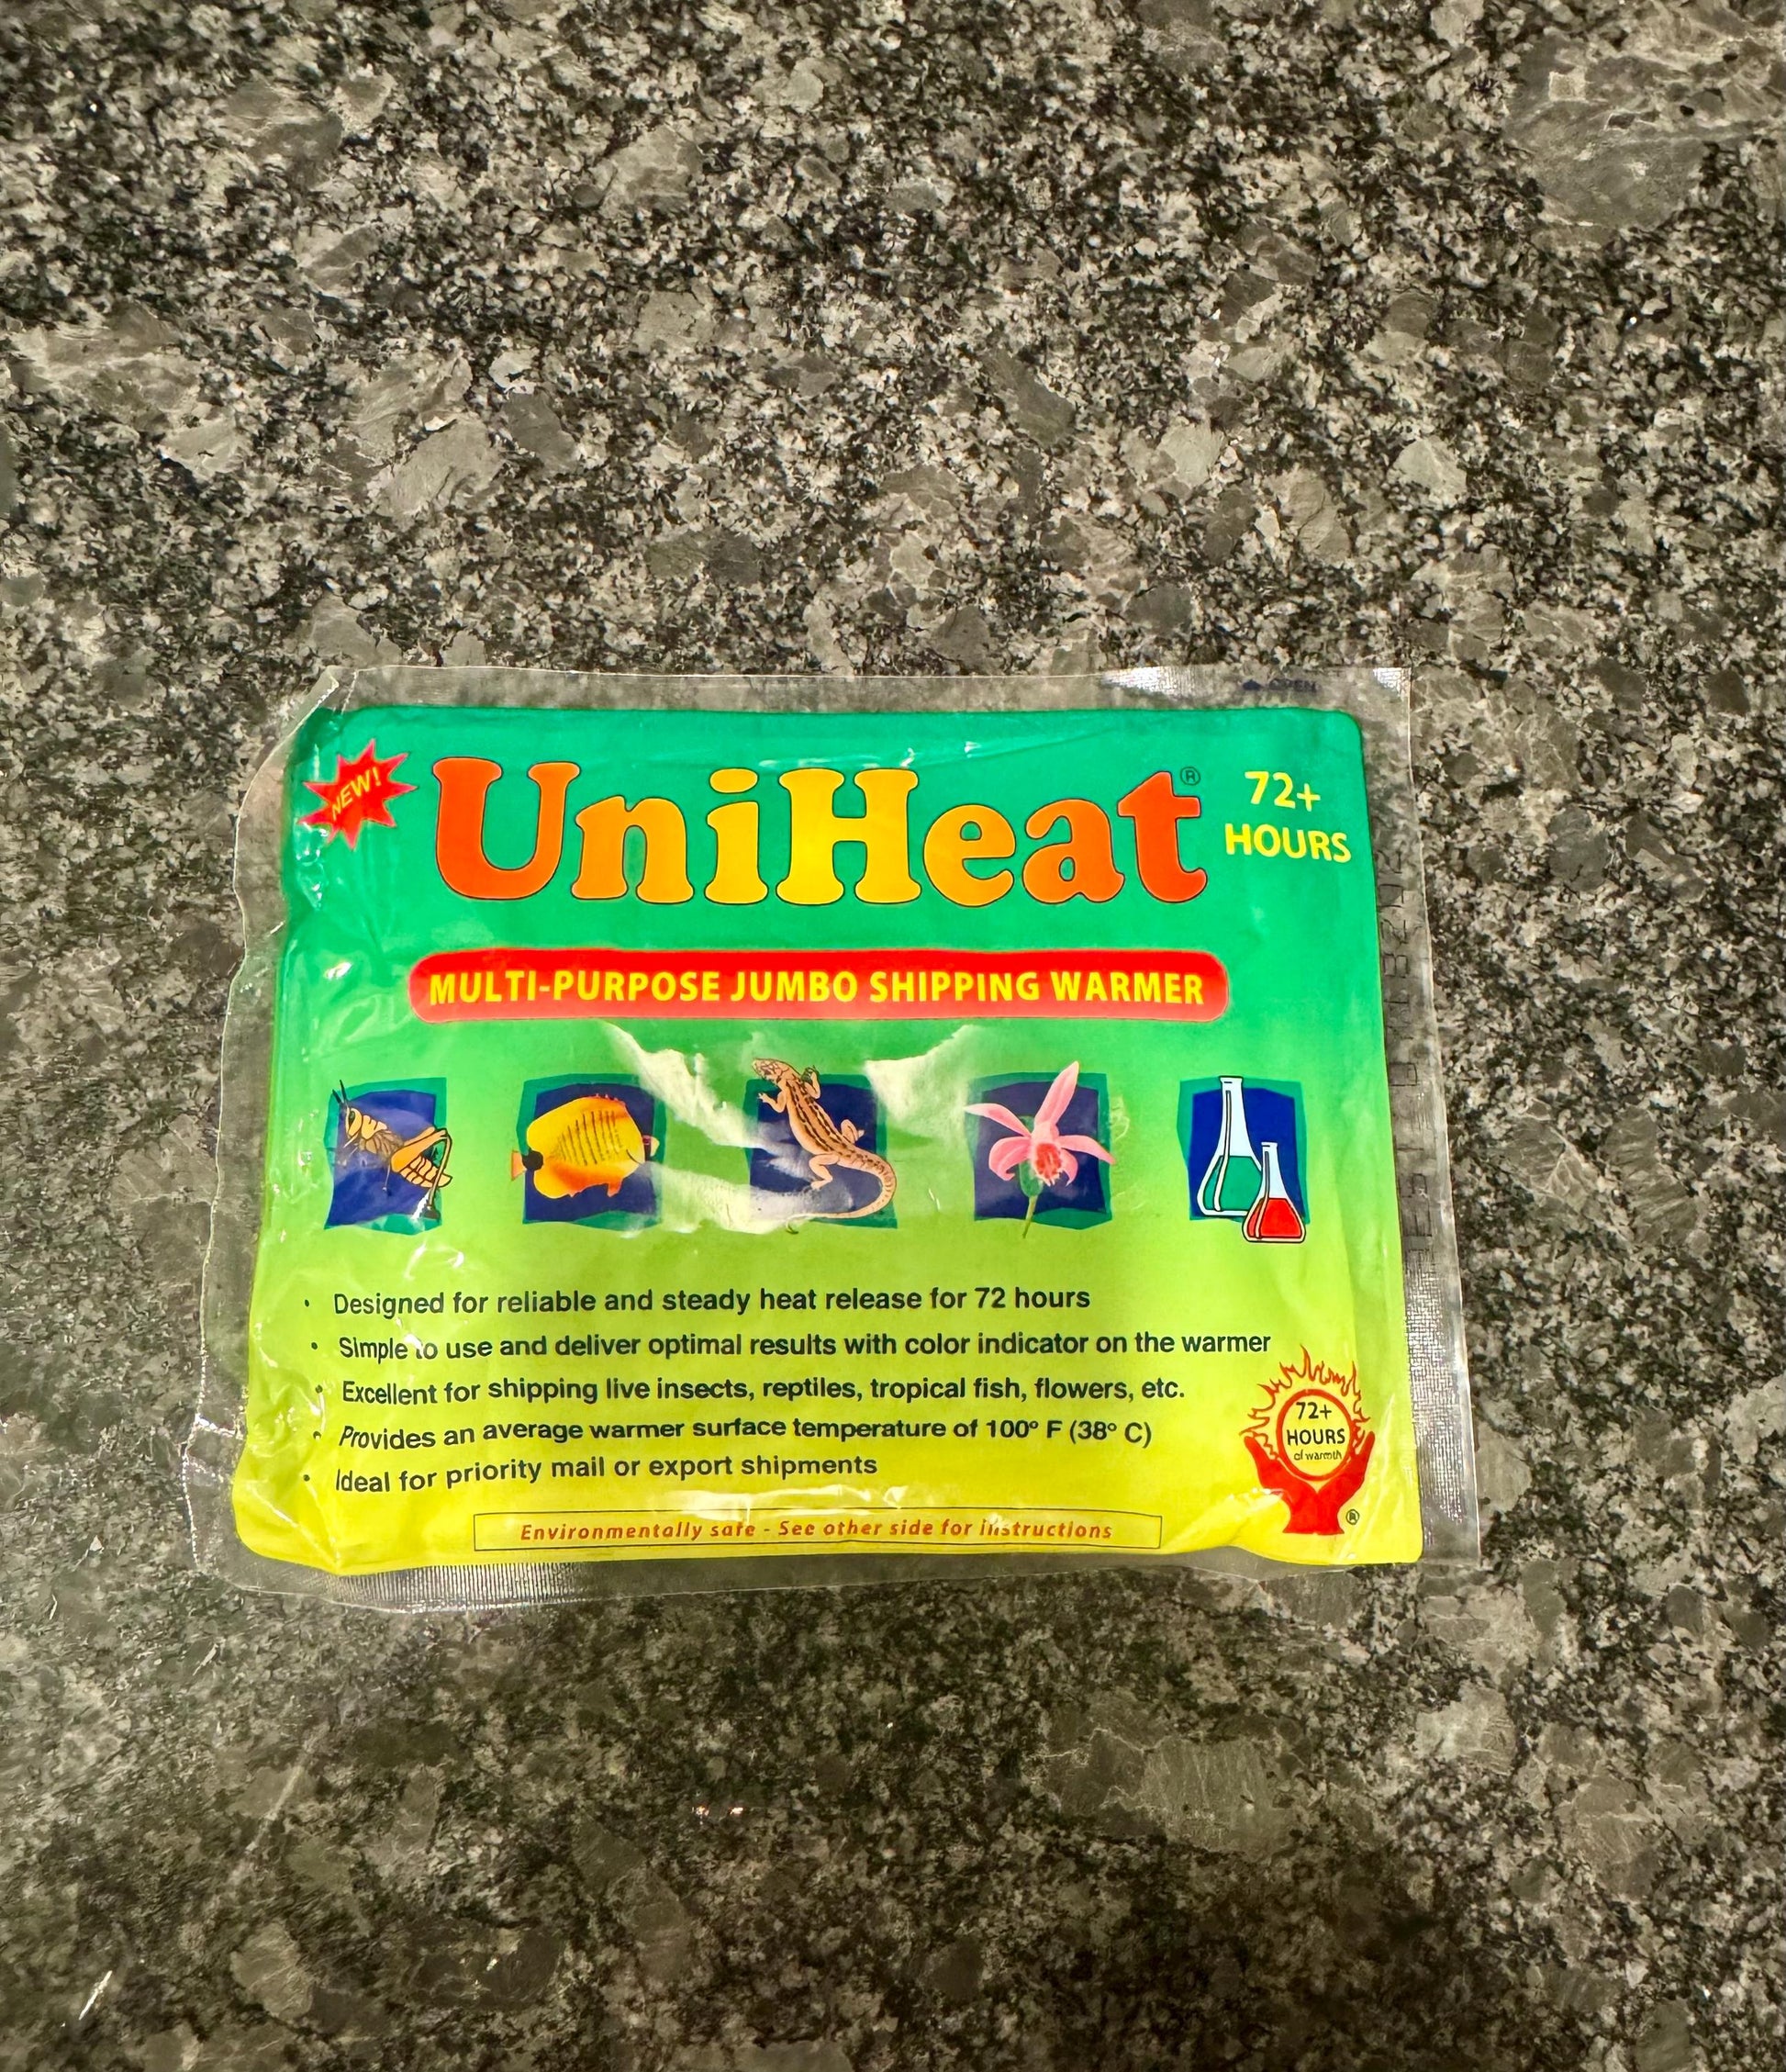 OPEN
NEW!
UniHeat®
72+
HOURS
MULTI-PURPOSE JUMBO SHIPPING WARMER
• Designed for reliable and steady heat release for 72 hours
• Simple to use and deliver optimal results with color indicator on the warmer
• Excellent for shipping live insects, reptiles, tropical fish, flowers, etc.
• Provides an average warmer surface temperature of 100° F (38° C)
• Ideal for priority mail or export shipments
72+
HOURS
of warmth
®
Environmentally safe - See other side for instructions